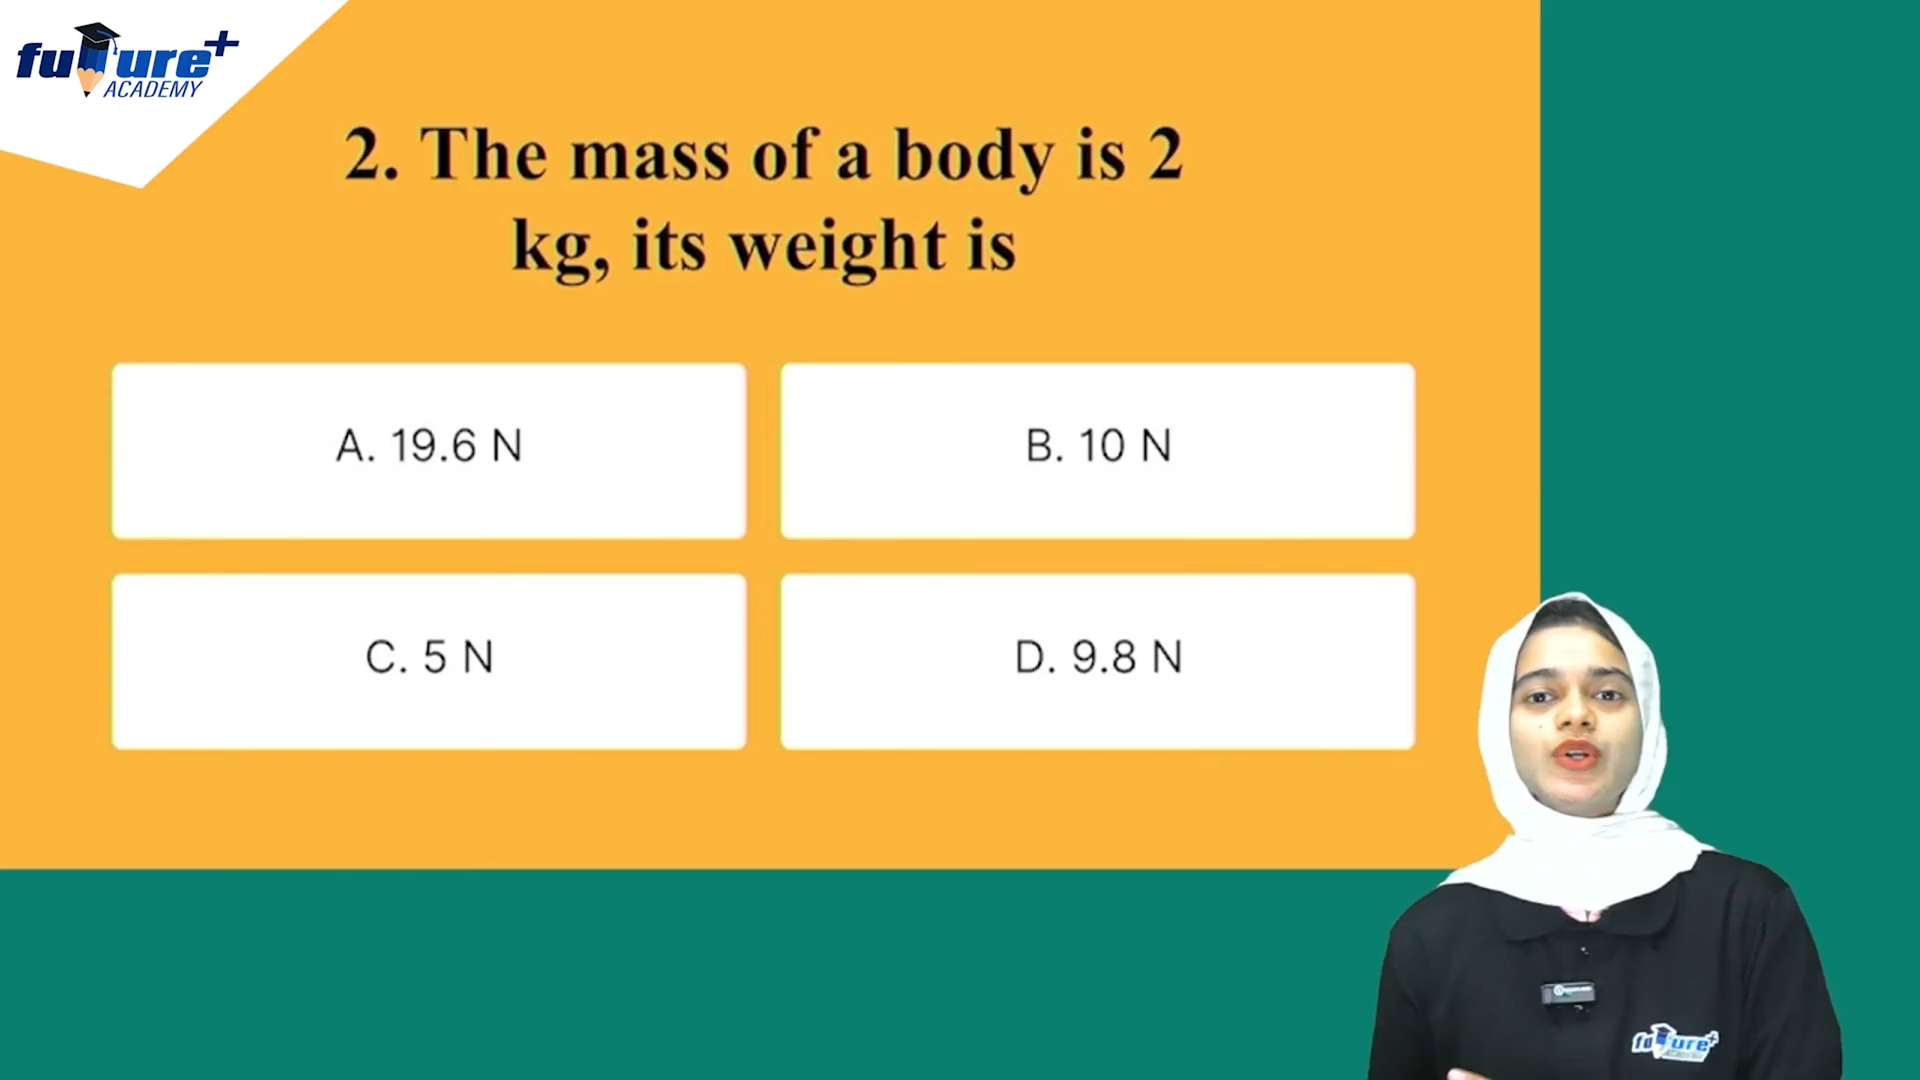 future+
ACADEMY
2. The mass of a body is 2
kg, its weight is
A. 19.6 N
B. 10 N
C. 5 N
D. 9.8 N
future+